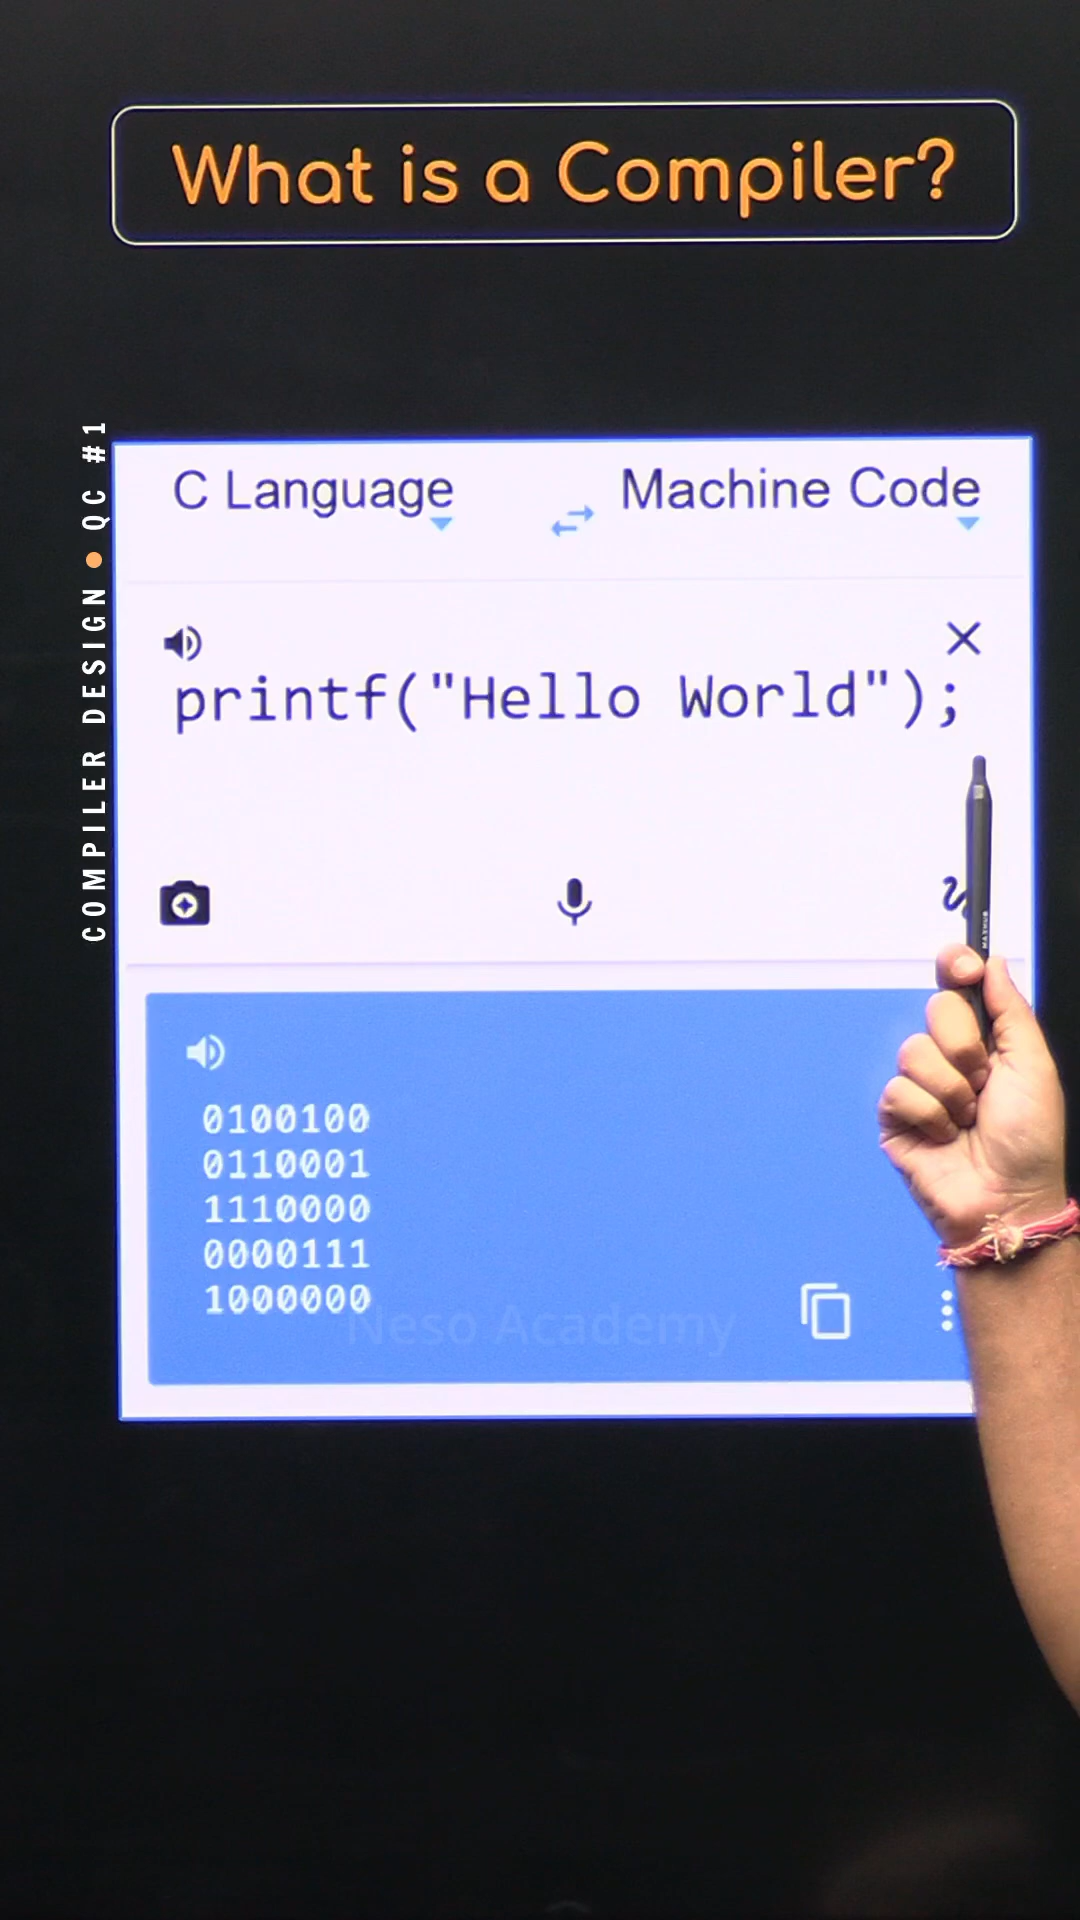 What is a Compiler?
COMPILER DESIGN • QC #1
C Language
Machine Code
printf("Hello World");
0100100
0110001
1110000
0000111
1000000
Neso Academy